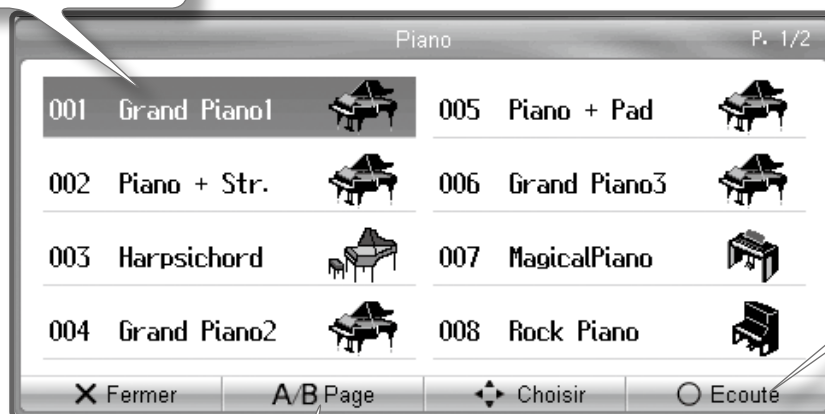 Piano P. 1/2
001 Grand Piano1
002 Piano + Str.
003 Harpsichord
004 Grand Piano2
005 Piano + Pad
006 Grand Piano3
007 MagicalPiano
008 Rock Piano
X Fermer A/B Page Choisir Ecoute